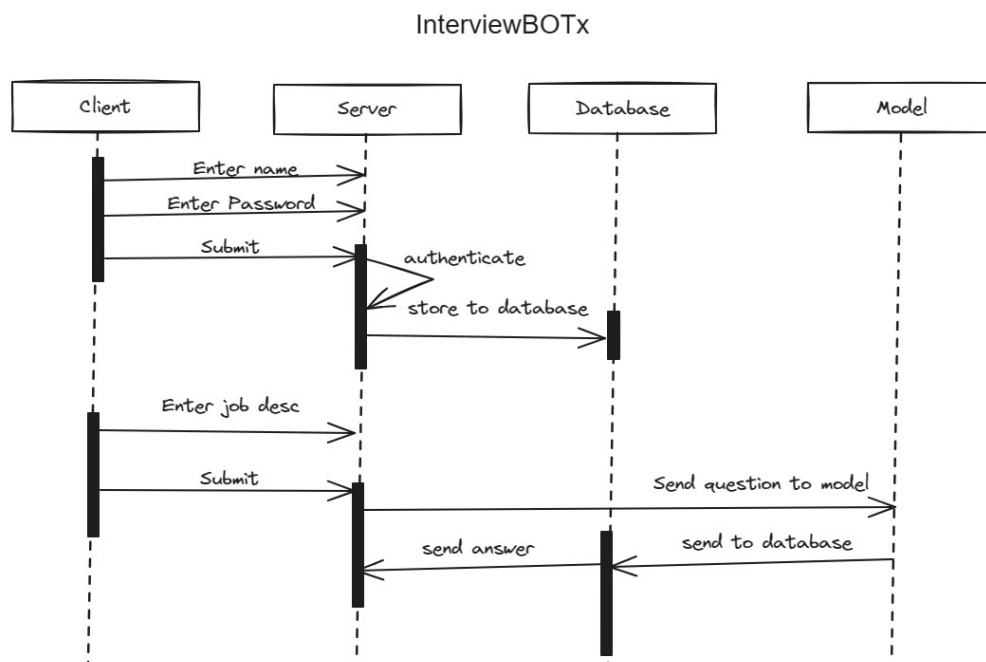 InterviewBOTx
Client
Server
Database
Model
Enter name
Enter Password
Submit
authenticate
store to database
Enter job desc
Submit
Send question to model
send answer
send to database